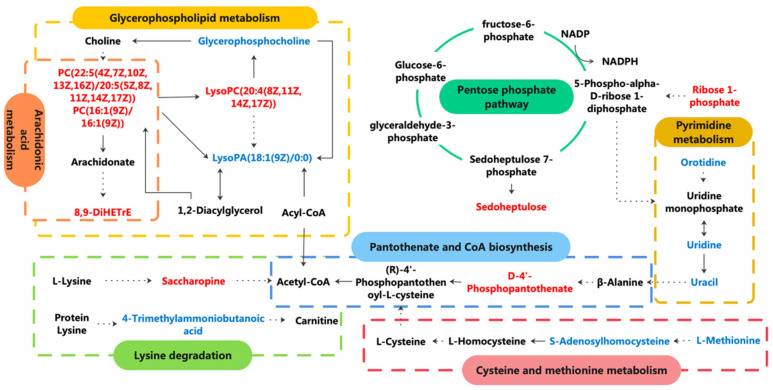 Glycerophospholipid metabolism
Choline
Glycerophosphocholine
PC(22:5(4Z,7Z,10Z,
13Z,16Z)/20:5(5Z,8Z,
11Z,14Z,17Z))
PC(16:1(9Z)/
16:1(9Z))
LysoPC(20:4(8Z,11Z,
14Z,17Z))
LysoPA(18:1(9Z)/0:0)
Arachidonic
acid
metabolism
Arachidonate
8,9-DiHETrE
1,2-Diacylglycerol
Acyl-CoA
fructose-6-
phosphate
NADP
NADPH
Glucose-6-
phosphate
Pentose phosphate
pathway
5-Phospho-alpha-
D-ribose 1-
diphosphate
Ribose 1-
phosphate
glyceraldehyde-3-
phosphate
Sedoheptulose 7-
phosphate
Sedoheptulose
Pyrimidine metabolism
Orotidine
Uridine
monophosphate
Uridine
Uracil
Pantothenate and CoA biosynthesis
Acetyl-CoA
(R)-4'-
Phosphopantothen
oyl-L-cysteine
D-4'-
Phosphopantothenate
β-Alanine
L-Lysine
Saccharopine
Protein
Lysine
4-Trimethylammoniobutanoic
acid
Carnitine
Lysine degradation
L-Cysteine
L-Homocysteine
S-Adenosylhomocysteine
L-Methionine
Cysteine and methionine metabolism